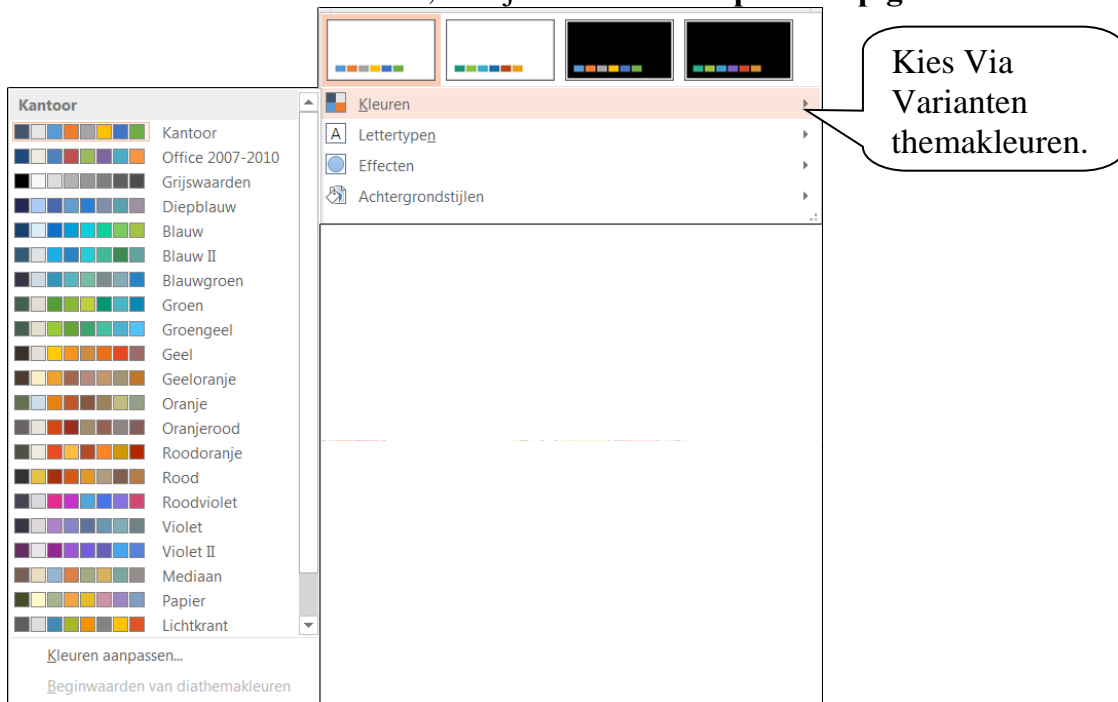 Kies Via
Varianten
themakleuren.
Kleuren
Lettertypen
Effecten
Achtergrondstijlen
Kantoor
Kantoor
Office 2007-2010
Grijswaarden
Diepblauw
Blauw
Blauw II
Blauwgroen
Groen
Groengeel
Geel
Geeloranje
Oranje
Oranjerood
Roodoranje
Rood
Roodviolet
Violet
Violet II
Mediaan
Papier
Lichtkrant
Kleuren aanpassen...
Beginwaarden van diathemakleuren